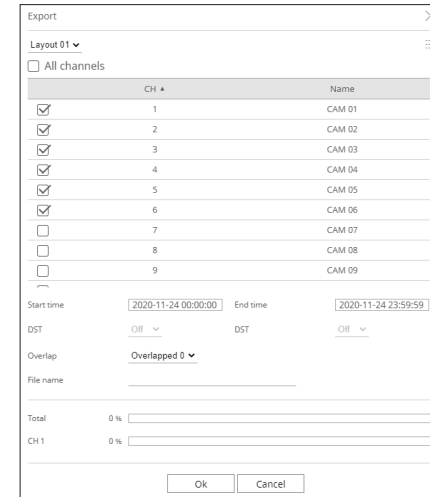 Export
Layout 01
All channels
CH ▲ Name
1 CAM 01
2 CAM 02
3 CAM 03
4 CAM 04
5 CAM 05
6 CAM 06
7 CAM 07
8 CAM 08
9 CAM 09
Start time 2020-11-24 00:00:00 End time 2020-11-24 23:59:59
DST Off DST Off
Overlap Overlapped 0
File name
Total 0 %
CH 1 0 %
Ok Cancel